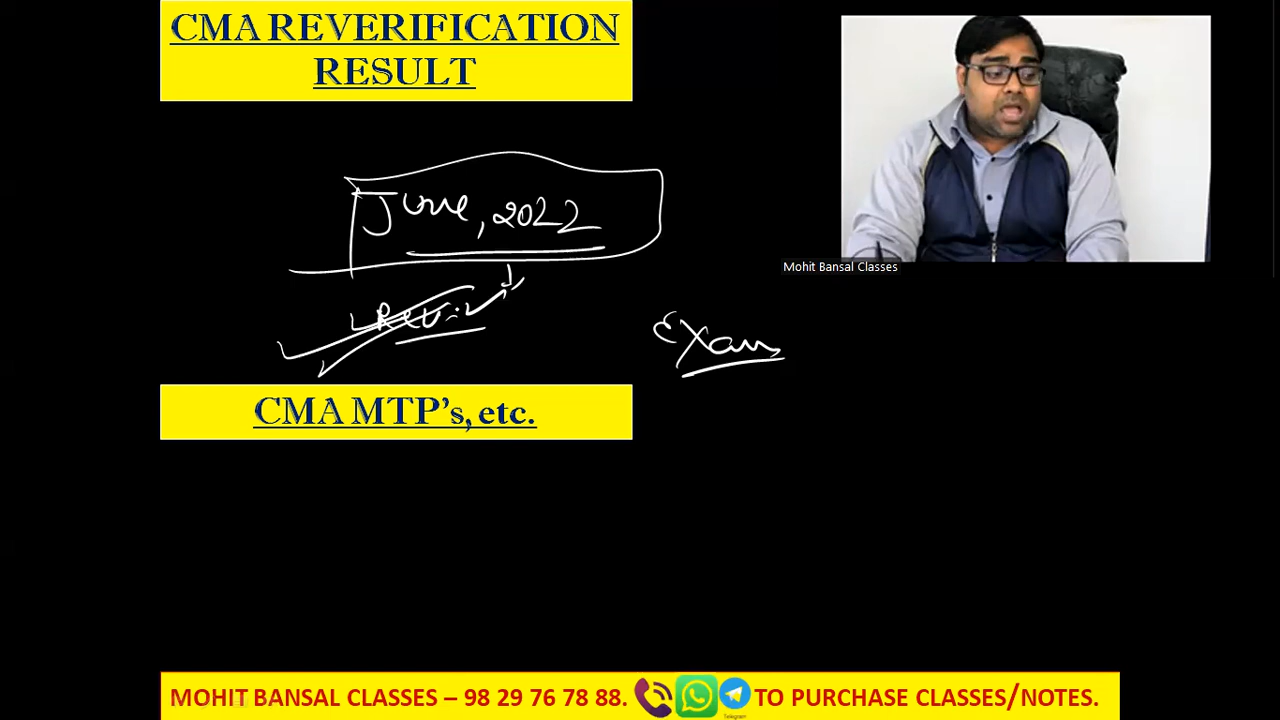 CMA REVERIFICATION
RESULT
Mohit Bansal Classes
June, 2022
Exam
CMA MTP's, etc.
MOHIT BANSAL CLASSES – 98 29 76 78 88.
Telegram
TO PURCHASE CLASSES/NOTES.